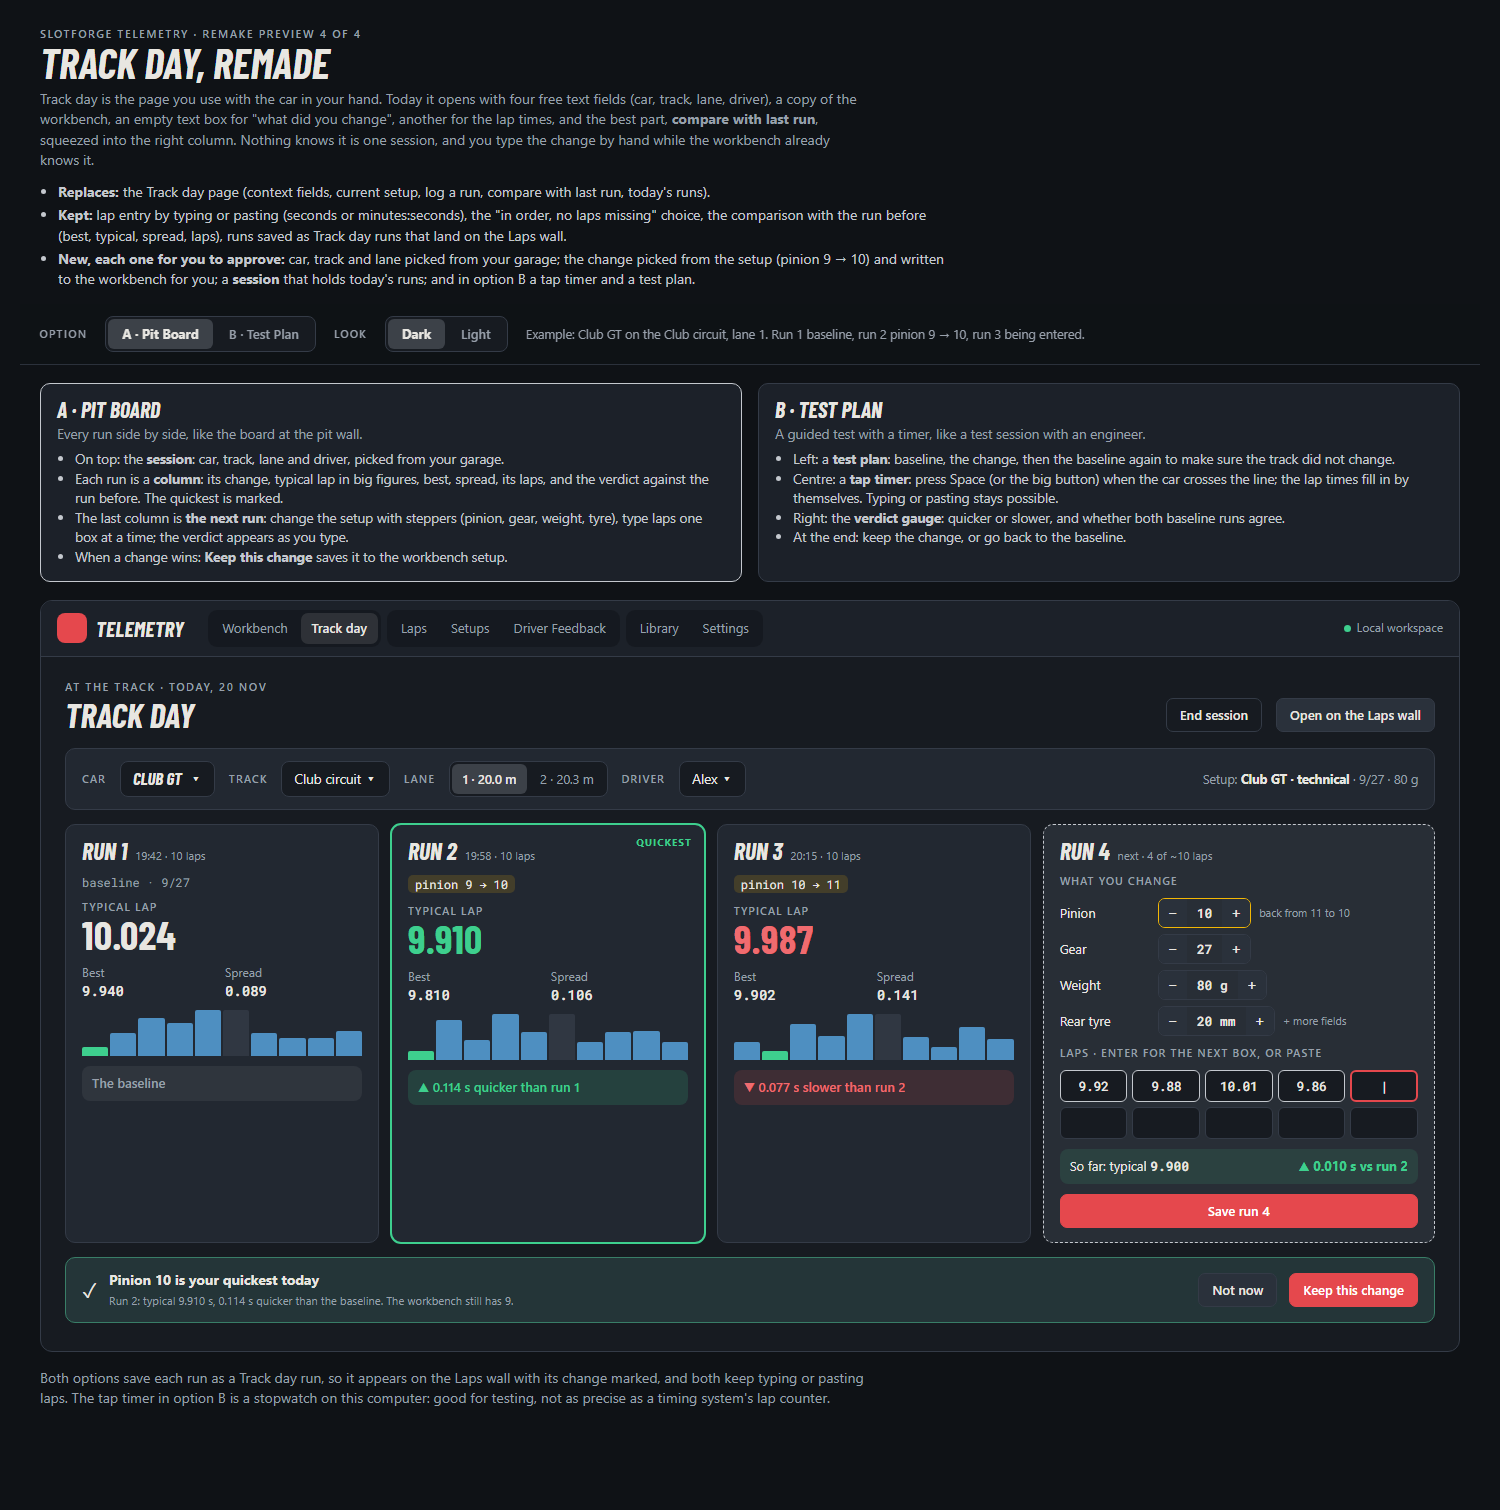 SLOTFORGE TELEMETRY · REMAKE PREVIEW 4 OF 4
TRACK DAY, REMADE
Track day is the page you use with the car in your hand. Today it opens with four free text fields (car, track, lane, driver), a copy of the
workbench, an empty text box for "what did you change", another for the lap times, and the best part, compare with last run,
squeezed into the right column. Nothing knows it is one session, and you type the change by hand while the workbench already
knows it.
• Replaces: the Track day page (context fields, current setup, log a run, compare with last run, today's runs).
• Kept: lap entry by typing or pasting (seconds or minutes:seconds), the "in order, no laps missing" choice, the comparison with the run before
(best, typical, spread, laps), runs saved as Track day runs that land on the Laps wall.
• New, each one for you to approve: car, track and lane picked from your garage; the change picked from the setup (pinion 9 → 10) and written
to the workbench for you; a session that holds today's runs; and in option B a tap timer and a test plan.
OPTION A · Pit Board B · Test Plan LOOK Dark Light Example: Club GT on the Club circuit, lane 1. Run 1 baseline, run 2 pinion 9 → 10, run 3 being entered.
A · PIT BOARD
Every run side by side, like the board at the pit wall.
• On top: the session: car, track, lane and driver, picked from your garage.
• Each run is a column: its change, typical lap in big figures, best, spread, its laps, and the verdict against the
run before. The quickest is marked.
• The last column is the next run: change the setup with steppers (pinion, gear, weight, tyre), type laps one
box at a time; the verdict appears as you type.
• When a change wins: Keep this change saves it to the workbench setup.
B · TEST PLAN
A guided test with a timer, like a test session with an engineer.
• Left: a test plan: baseline, the change, then the baseline again to make sure the track did not change.
• Centre: a tap timer: press Space (or the big button) when the car crosses the line; the lap times fill in by
themselves. Typing or pasting stays possible.
• Right: the verdict gauge: quicker or slower, and whether both baseline runs agree.
• At the end: keep the change, or go back to the baseline.
TELEMETRY Workbench Track day Laps Setups Driver Feedback Library Settings Local workspace
AT THE TRACK · TODAY, 20 NOV
TRACK DAY
End session Open on the Laps wall
CAR CLUB GT ▾ TRACK Club circuit ▾ LANE 1 · 20.0 m 2 · 20.3 m DRIVER Alex ▾ Setup: Club GT · technical · 9/27 · 80 g
RUN 1 19:42 · 10 laps
baseline · 9/27
TYPICAL LAP
10.024
Best Spread
9.940 0.089
The baseline
QUICKEST
RUN 2 19:58 · 10 laps
pinion 9 → 10
TYPICAL LAP
9.910
Best Spread
9.810 0.106
▲ 0.114 s quicker than run 1
RUN 3 20:15 · 10 laps
pinion 10 → 11
TYPICAL LAP
9.987
Best Spread
9.902 0.141
▼ 0.077 s slower than run 2
RUN 4 next · 4 of ~10 laps
WHAT YOU CHANGE
Pinion − 10 + back from 11 to 10
Gear − 27 +
Weight − 80 g +
Rear tyre − 20 mm + + more fields
LAPS · ENTER FOR THE NEXT BOX, OR PASTE
9.92 9.88 10.01 9.86 |
So far: typical 9.900 ▲ 0.010 s vs run 2
Save run 4
✓ Pinion 10 is your quickest today
Run 2: typical 9.910 s, 0.114 s quicker than the baseline. The workbench still has 9.
Not now Keep this change
Both options save each run as a Track day run, so it appears on the Laps wall with its change marked, and both keep typing or pasting
laps. The tap timer in option B is a stopwatch on this computer: good for testing, not as precise as a timing system's lap counter.